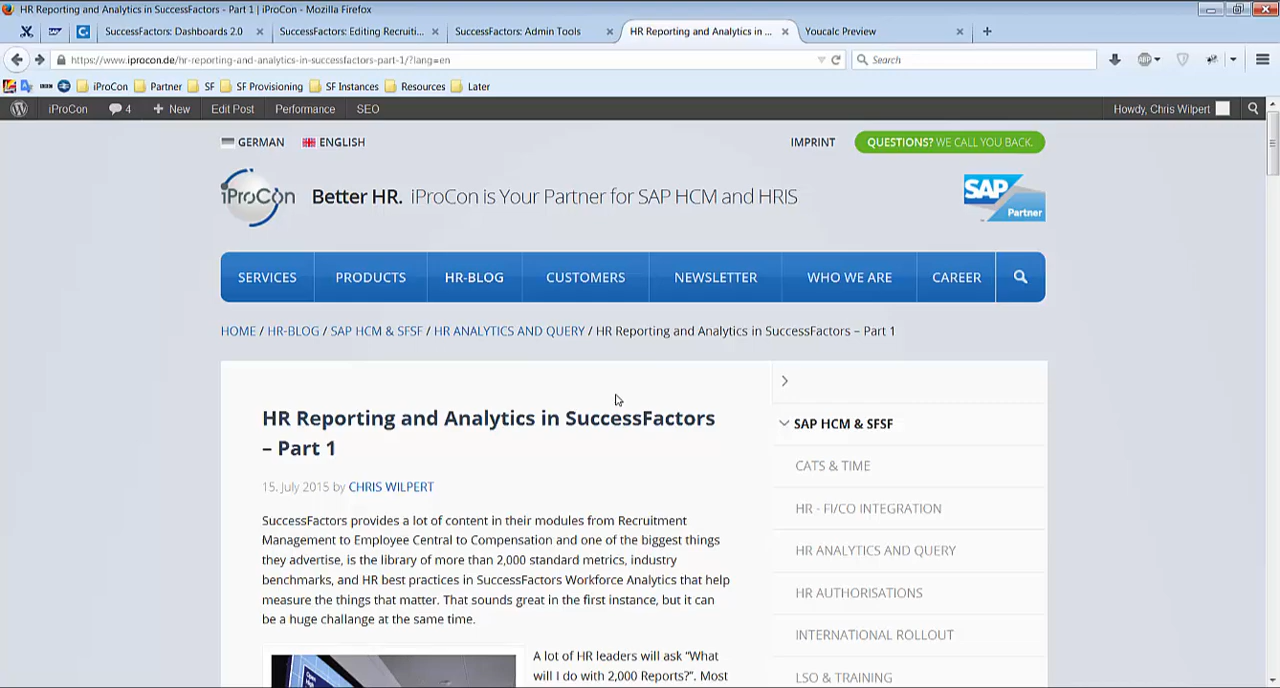 HR Reporting and Analytics in SuccessFactors - Part 1 | iProCon - Mozilla Firefox
SuccessFactors: Dashboards 2.0
SuccessFactors: Editing Recruiti...
SuccessFactors: Admin Tools
HR Reporting and Analytics in ...
Youcalc Preview
https://www.iprocon.de/hr-reporting-and-analytics-in-successfactors-part-1/?lang=en
Search
iProCon Partner SF SF Provisioning SF Instances Resources Later
iProCon 4 New Edit Post Performance SEO Howdy, Chris Wilpert
GERMAN ENGLISH IMPRINT QUESTIONS? WE CALL YOU BACK.
iProCon Better HR. iProCon is Your Partner for SAP HCM and HRIS
SAP
Partner
SERVICES PRODUCTS HR-BLOG CUSTOMERS NEWSLETTER WHO WE ARE CAREER
HOME / HR-BLOG / SAP HCM & SFSF / HR ANALYTICS AND QUERY / HR Reporting and Analytics in SuccessFactors – Part 1
HR Reporting and Analytics in SuccessFactors
– Part 1
15. July 2015 by CHRIS WILPERT
SuccessFactors provides a lot of content in their modules from Recruitment
Management to Employee Central to Compensation and one of the biggest things
they advertise, is the library of more than 2,000 standard metrics, industry
benchmarks, and HR best practices in SuccessFactors Workforce Analytics that help
measure the things that matter. That sounds great in the first instance, but it can
be a huge challange at the same time.
A lot of HR leaders will ask “What
will I do with 2,000 Reports?”. Most
SAP HCM & SFSF
CATS & TIME
HR - FI/CO INTEGRATION
HR ANALYTICS AND QUERY
HR AUTHORISATIONS
INTERNATIONAL ROLLOUT
LSO & TRAINING